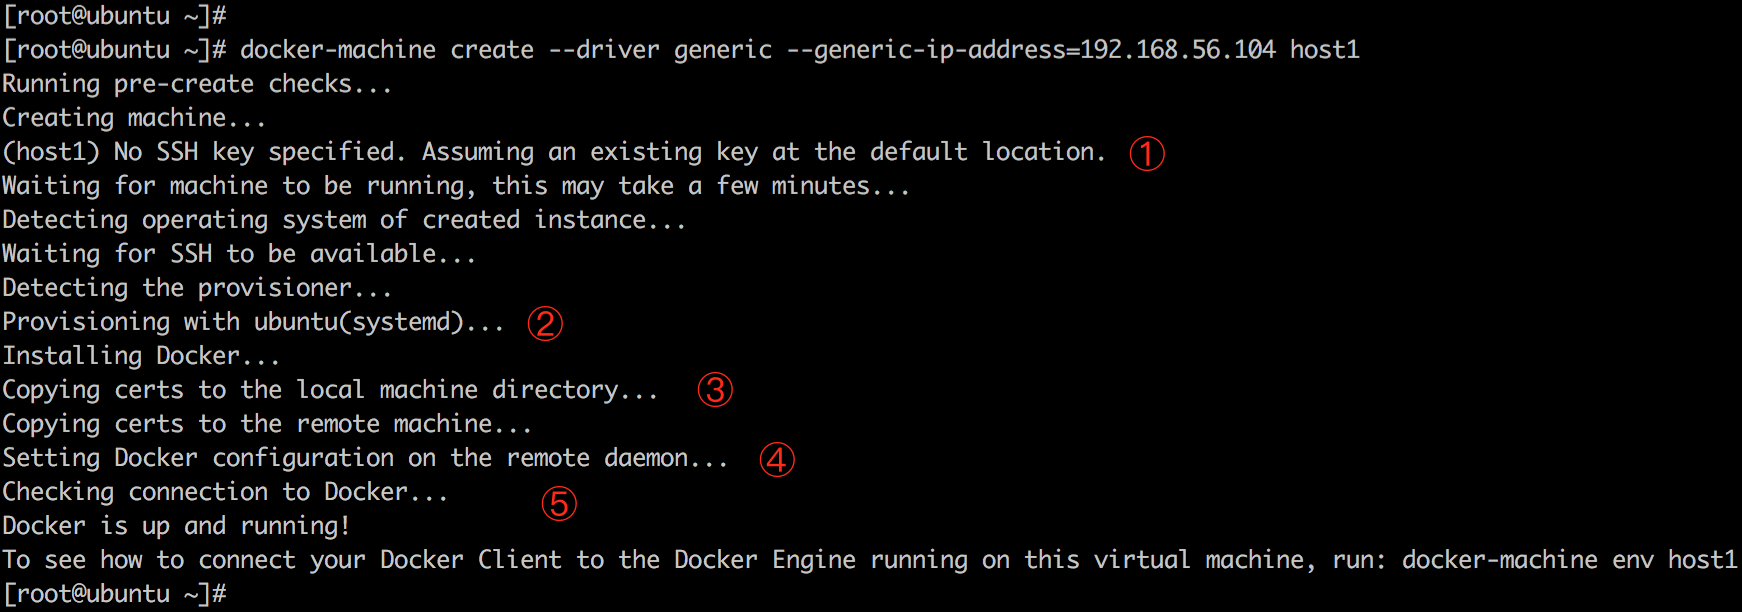 [root@ubuntu ~]#
[root@ubuntu ~]# docker-machine create --driver generic --generic-ip-address=192.168.56.104 host1
Running pre-create checks...
Creating machine...
(host1) No SSH key specified. Assuming an existing key at the default location. ①
Waiting for machine to be running, this may take a few minutes...
Detecting operating system of created instance...
Waiting for SSH to be available...
Detecting the provisioner...
Provisioning with ubuntu(systemd)... ②
Installing Docker...
Copying certs to the local machine directory... ③
Copying certs to the remote machine...
Setting Docker configuration on the remote daemon... ④
Checking connection to Docker... ⑤
Docker is up and running!
To see how to connect your Docker Client to the Docker Engine running on this virtual machine, run: docker-machine env host1
[root@ubuntu ~]#